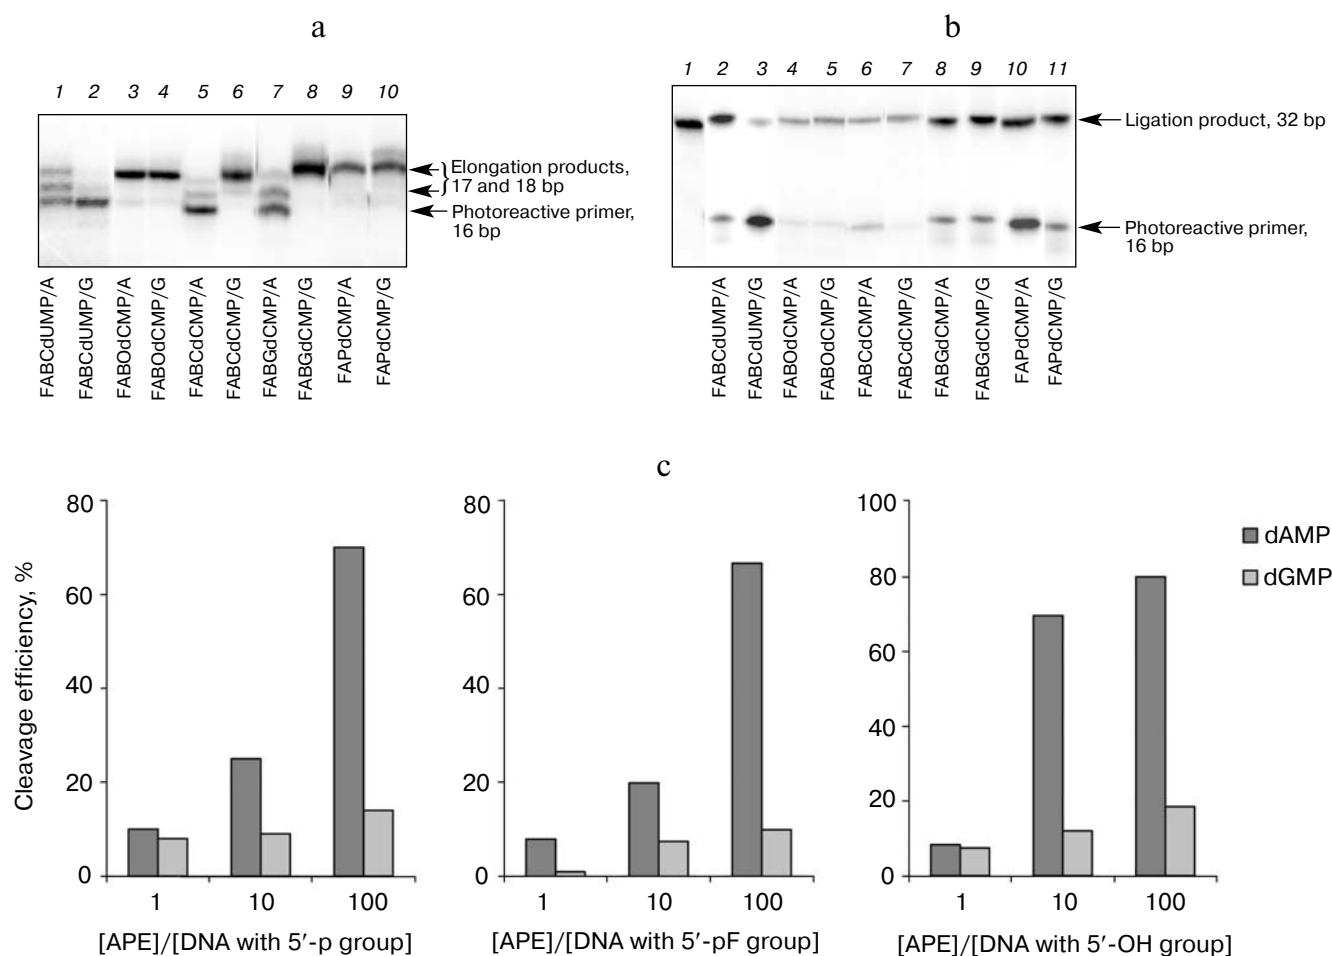 a
b
1 2 3 4 5 6 7 8 9 10
1 2 3 4 5 6 7 8 9 10 11
Elongation products,
17 and 18 bp
Photoreactive primer,
16 bp
Ligation product, 32 bp
Photoreactive primer,
16 bp
FABCdUMP/A
FABCdUMP/G
FABOdCMP/A
FABOdCMP/G
FABCdCMP/A
FABCdCMP/G
FABGdCMP/A
FABGdCMP/G
FAPdCMP/A
FAPdCMP/G
FABCdUMP/A
FABCdUMP/G
FABOdCMP/A
FABOdCMP/G
FABCdCMP/A
FABCdCMP/G
FABGdCMP/A
FABGdCMP/G
FAPdCMP/A
FAPdCMP/G
c
Cleavage efficiency, %
80
60
40
20
0
1 10 100
[APE]/[DNA with 5′-p group]
80
60
40
20
0
1 10 100
[APE]/[DNA with 5′-pF group]
100
80
60
40
20
0
1 10 100
[APE]/[DNA with 5′-OH group]
dAMP
dGMP